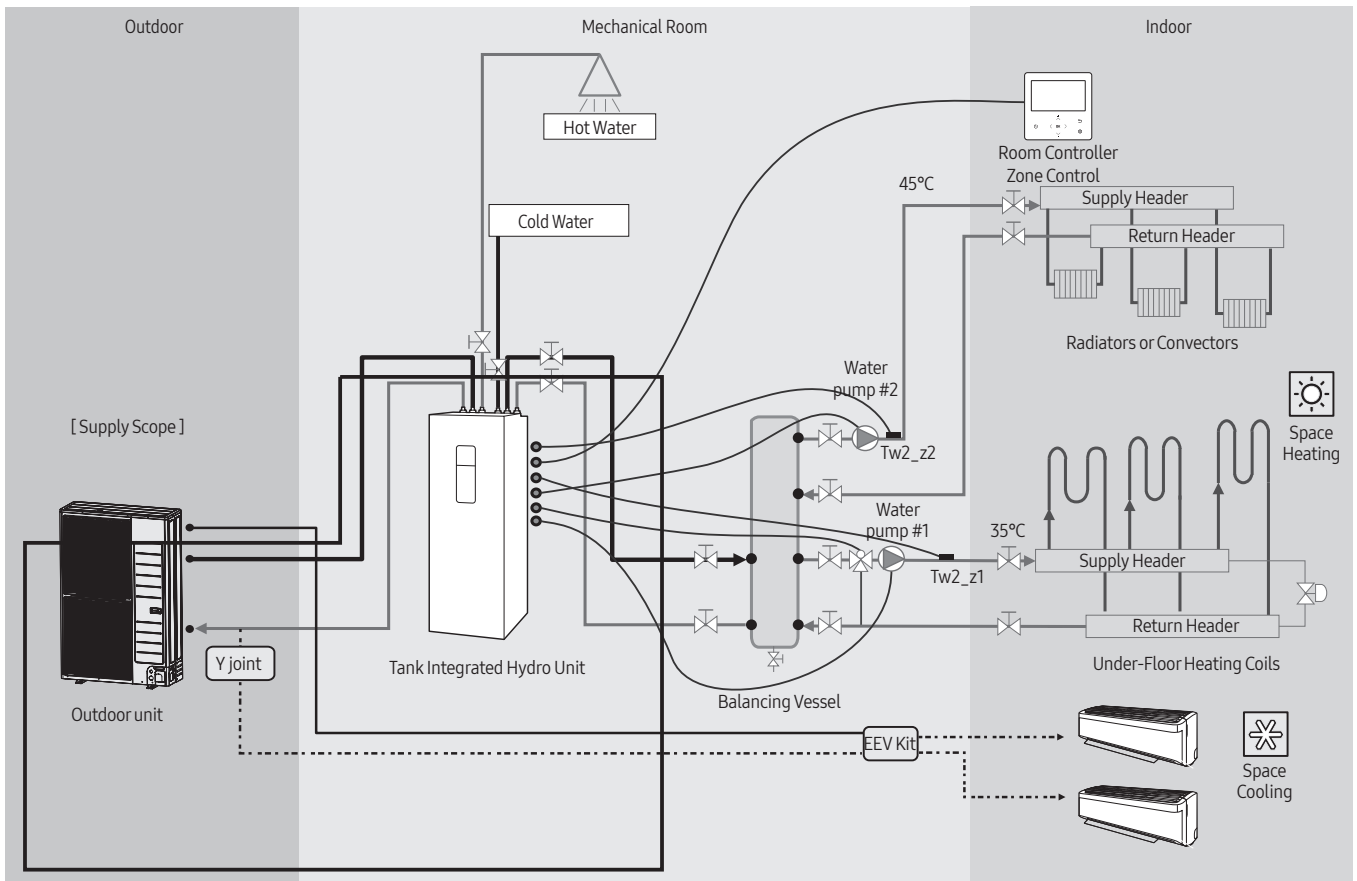 Outdoor
Mechanical Room
Indoor
Hot Water
Room Controller
Zone Control
45°C
Supply Header
Cold Water
Return Header
Radiators or Convectors
Water
pump #2
[ Supply Scope ]
Tw2_z2
Space
Heating
Water
pump #1
35°C
Supply Header
Tw2_z1
Return Header
Y joint
Tank Integrated Hydro Unit
Under-Floor Heating Coils
Balancing Vessel
Outdoor unit
EEV Kit
Space
Cooling